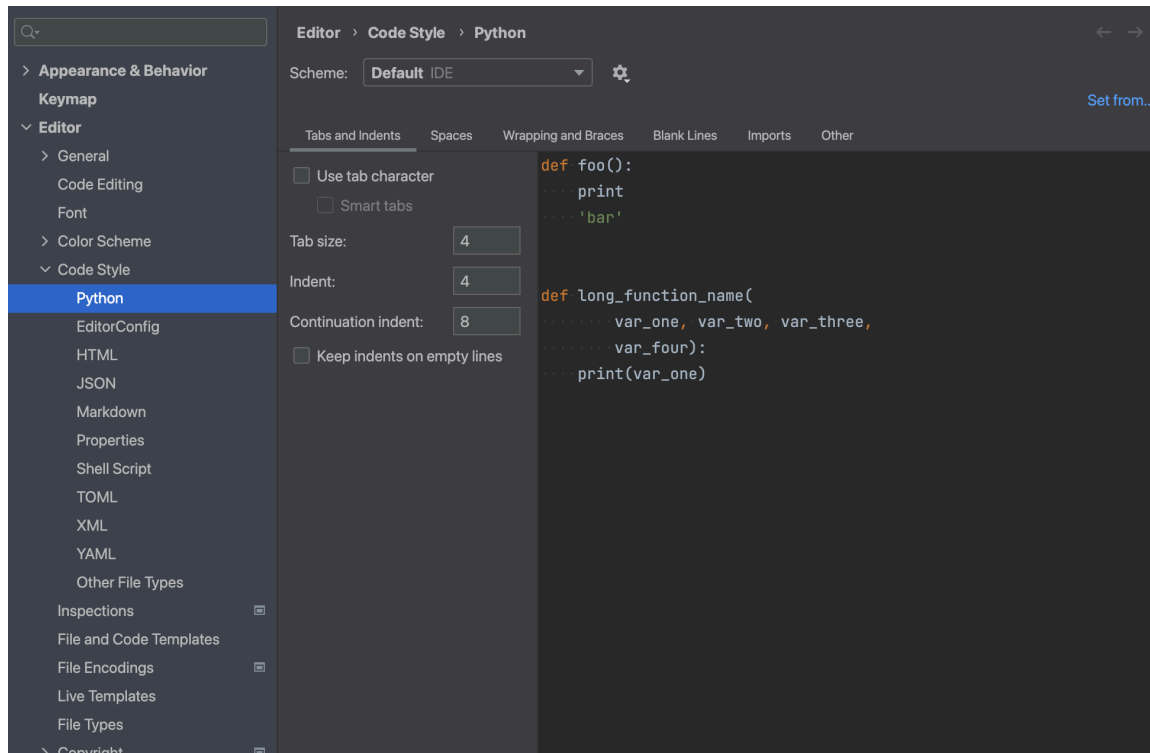 Editor › Code Style › Python
Scheme: Default IDE
Set from..
Appearance & Behavior
Keymap
Editor
General
Code Editing
Font
Color Scheme
Code Style
Python
EditorConfig
HTML
JSON
Markdown
Properties
Shell Script
TOML
XML
YAML
Other File Types
Inspections
File and Code Templates
File Encodings
Live Templates
File Types
Copyright
Tabs and Indents Spaces Wrapping and Braces Blank Lines Imports Other
Use tab character
Smart tabs
Tab size: 4
Indent: 4
Continuation indent: 8
Keep indents on empty lines
def foo():
    print
    'bar'
def long_function_name(
        var_one, var_two, var_three,
        var_four):
    print(var_one)